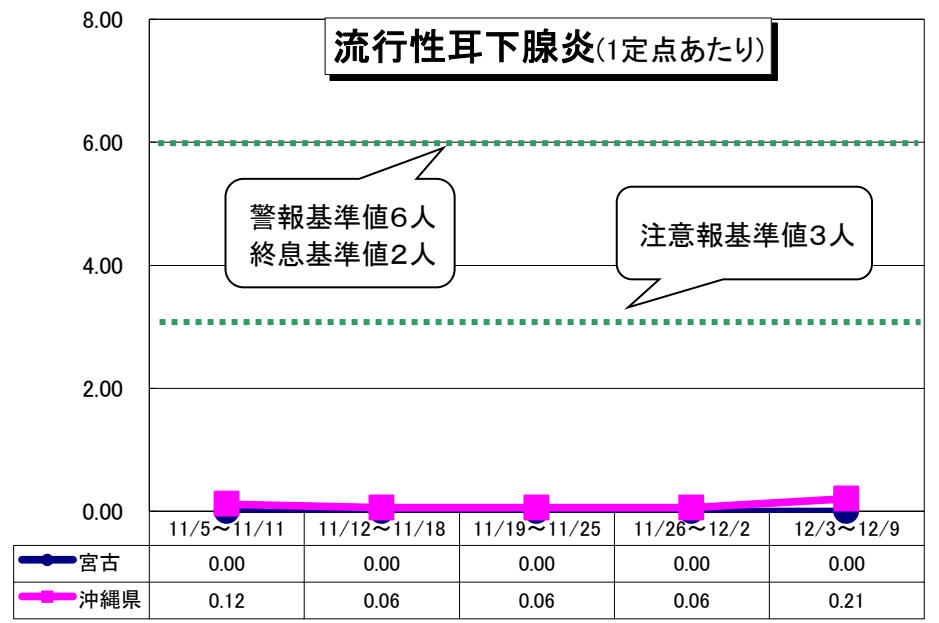 流行性耳下腺炎(1定点あたり)
8.00
6.00
4.00
2.00
0.00
警報基準値6人
終息基準値2人
注意報基準値3人
11/5~11/11 11/12~11/18 11/19~11/25 11/26~12/2 12/3~12/9
宮古 0.00 0.00 0.00 0.00 0.00
沖縄県 0.12 0.06 0.06 0.06 0.21